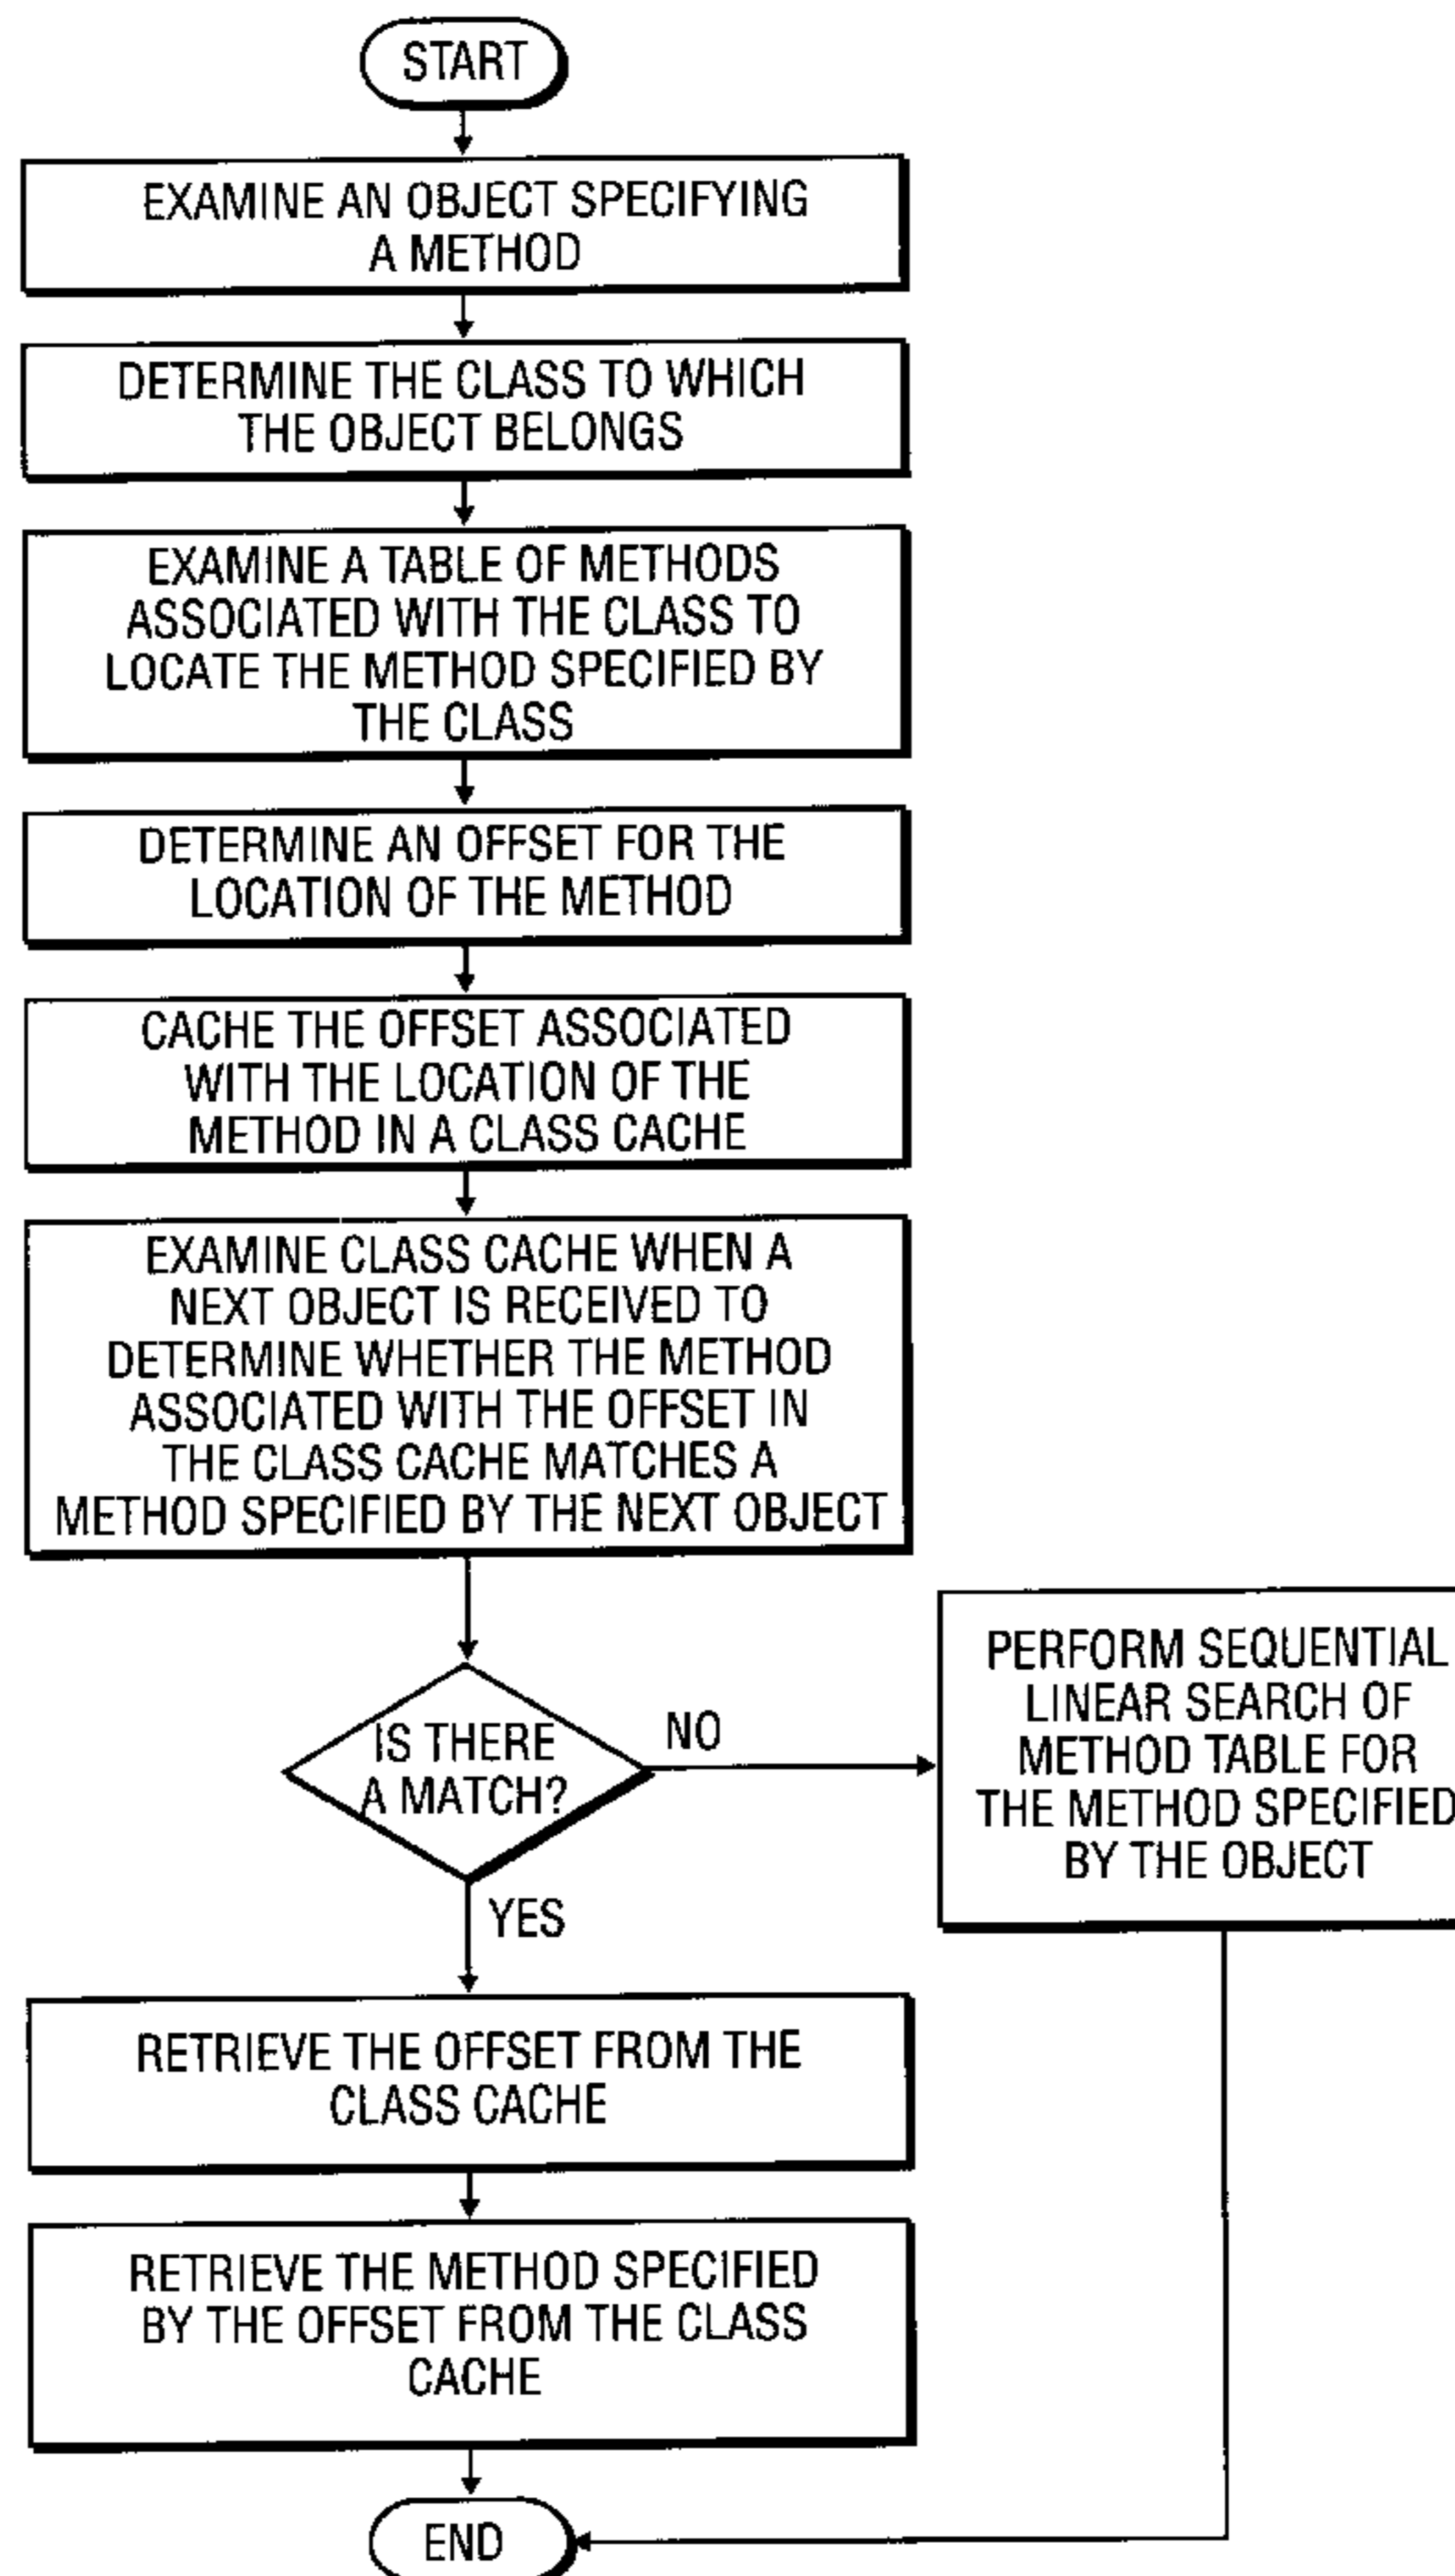 START
EXAMINE AN OBJECT SPECIFYING
A METHOD
DETERMINE THE CLASS TO WHICH
THE OBJECT BELONGS
EXAMINE A TABLE OF METHODS
ASSOCIATED WITH THE CLASS TO
LOCATE THE METHOD SPECIFIED BY
THE CLASS
DETERMINE AN OFFSET FOR THE
LOCATION OF THE METHOD
CACHE THE OFFSET ASSOCIATED
WITH THE LOCATION OF THE
METHOD IN A CLASS CACHE
EXAMINE CLASS CACHE WHEN A
NEXT OBJECT IS RECEIVED TO
DETERMINE WHETHER THE METHOD
ASSOCIATED WITH THE OFFSET IN
THE CLASS CACHE MATCHES A
METHOD SPECIFIED BY THE NEXT OBJECT
IS THERE
A MATCH?
NO
PERFORM SEQUENTIAL
LINEAR SEARCH OF
METHOD TABLE FOR
THE METHOD SPECIFIED
BY THE OBJECT
YES
RETRIEVE THE OFFSET FROM THE
CLASS CACHE
RETRIEVE THE METHOD SPECIFIED
BY THE OFFSET FROM THE CLASS
CACHE
END